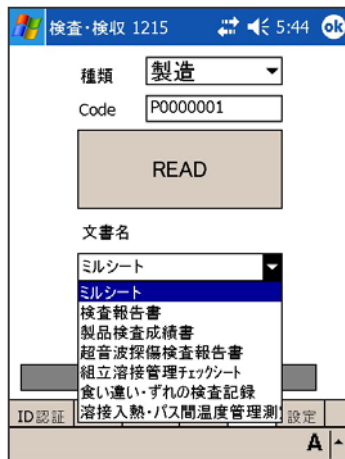 検査・検収 1215 5:44 ok
種類 製造
Code P0000001
READ
文書名
ミルシート
ミルシート
検査報告書
製品検査成績書
超音波探傷検査報告書
組立溶接管理チェックシート
食い違い・ずれの検査記録
溶接入熱・パス間温度管理測
ID認証 設定
A